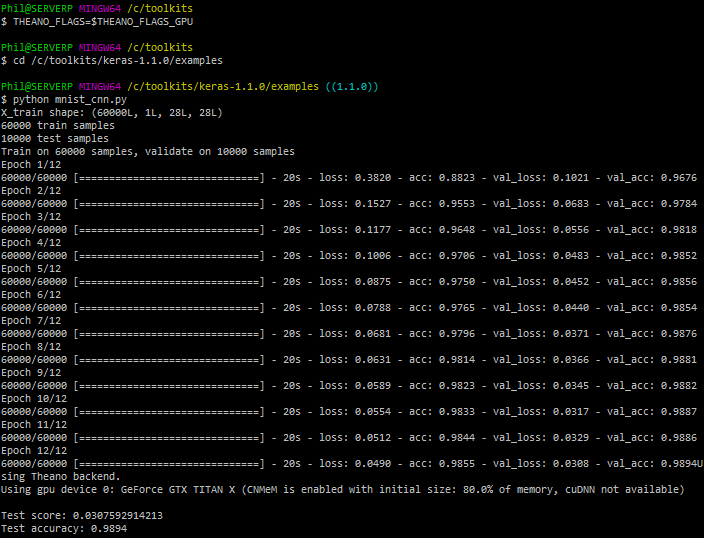 Phil@SERVERP MINGW64 /c/toolkits
$ THEANO_FLAGS=$THEANO_FLAGS_GPU

Phil@SERVERP MINGW64 /c/toolkits
$ cd /c/toolkits/keras-1.1.0/examples

Phil@SERVERP MINGW64 /c/toolkits/keras-1.1.0/examples ((1.1.0))
$ python mnist_cnn.py
X_train shape: (60000L, 1L, 28L, 28L)
60000 train samples
10000 test samples
Train on 60000 samples, validate on 10000 samples
Epoch 1/12
60000/60000 [==============================] - 20s - loss: 0.3820 - acc: 0.8823 - val_loss: 0.1021 - val_acc: 0.9676
Epoch 2/12
60000/60000 [==============================] - 20s - loss: 0.1527 - acc: 0.9553 - val_loss: 0.0683 - val_acc: 0.9784
Epoch 3/12
60000/60000 [==============================] - 20s - loss: 0.1177 - acc: 0.9648 - val_loss: 0.0556 - val_acc: 0.9818
Epoch 4/12
60000/60000 [==============================] - 20s - loss: 0.1006 - acc: 0.9706 - val_loss: 0.0483 - val_acc: 0.9852
Epoch 5/12
60000/60000 [==============================] - 20s - loss: 0.0875 - acc: 0.9750 - val_loss: 0.0452 - val_acc: 0.9856
Epoch 6/12
60000/60000 [==============================] - 20s - loss: 0.0788 - acc: 0.9765 - val_loss: 0.0440 - val_acc: 0.9854
Epoch 7/12
60000/60000 [==============================] - 20s - loss: 0.0681 - acc: 0.9796 - val_loss: 0.0371 - val_acc: 0.9876
Epoch 8/12
60000/60000 [==============================] - 20s - loss: 0.0631 - acc: 0.9814 - val_loss: 0.0366 - val_acc: 0.9881
Epoch 9/12
60000/60000 [==============================] - 20s - loss: 0.0589 - acc: 0.9823 - val_loss: 0.0345 - val_acc: 0.9882
Epoch 10/12
60000/60000 [==============================] - 20s - loss: 0.0554 - acc: 0.9833 - val_loss: 0.0317 - val_acc: 0.9887
Epoch 11/12
60000/60000 [==============================] - 20s - loss: 0.0512 - acc: 0.9844 - val_loss: 0.0329 - val_acc: 0.9886
Epoch 12/12
60000/60000 [==============================] - 20s - loss: 0.0490 - acc: 0.9855 - val_loss: 0.0308 - val_acc: 0.9894U
sing Theano backend.
Using gpu device 0: GeForce GTX TITAN X (CNMeM is enabled with initial size: 80.0% of memory, cuDNN not available)

Test score: 0.0307592914213
Test accuracy: 0.9894